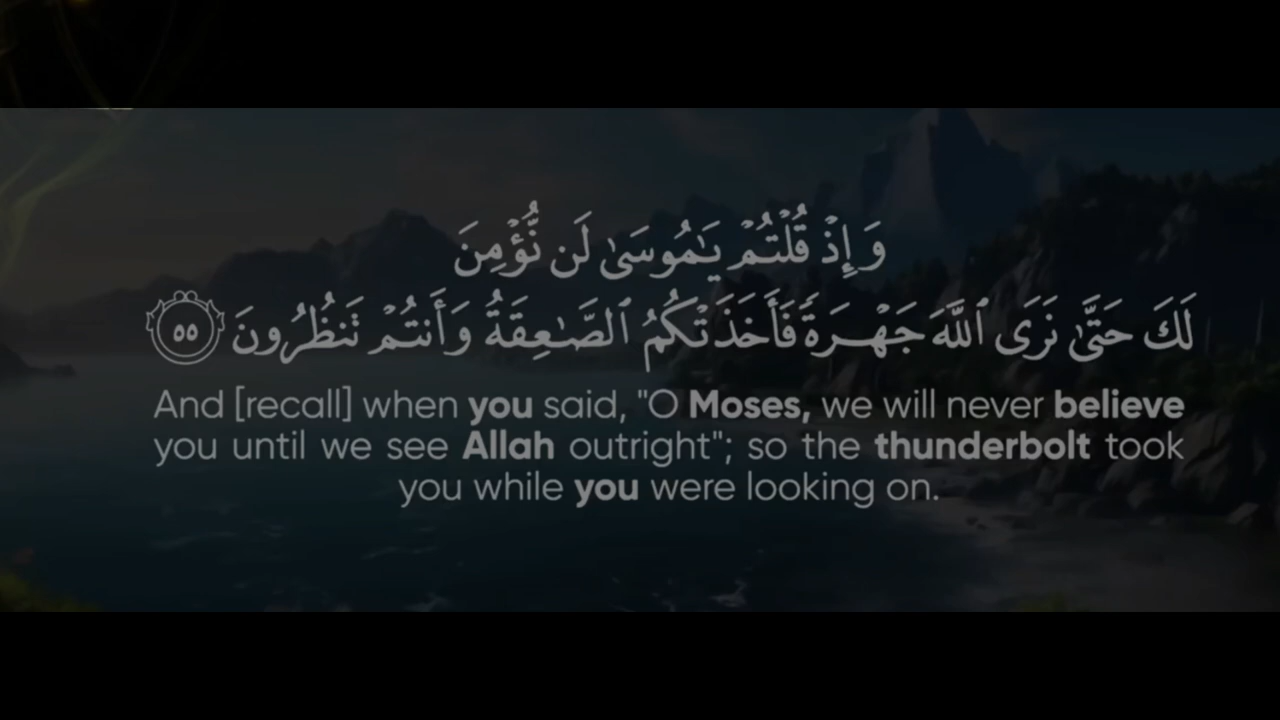 وَإِذْ قُلْتُمْ يَـٰمُوسَىٰ لَن نُّؤْمِنَ
لَكَ حَتَّىٰ نَرَى ٱللَّهَ جَهْرَةً فَأَخَذَتْكُمُ ٱلصَّـٰعِقَةُ وَأَنتُمْ تَنظُرُونَ ٥٥
And [recall] when you said, "O Moses, we will never believe
you until we see Allah outright"; so the thunderbolt took
you while you were looking on.